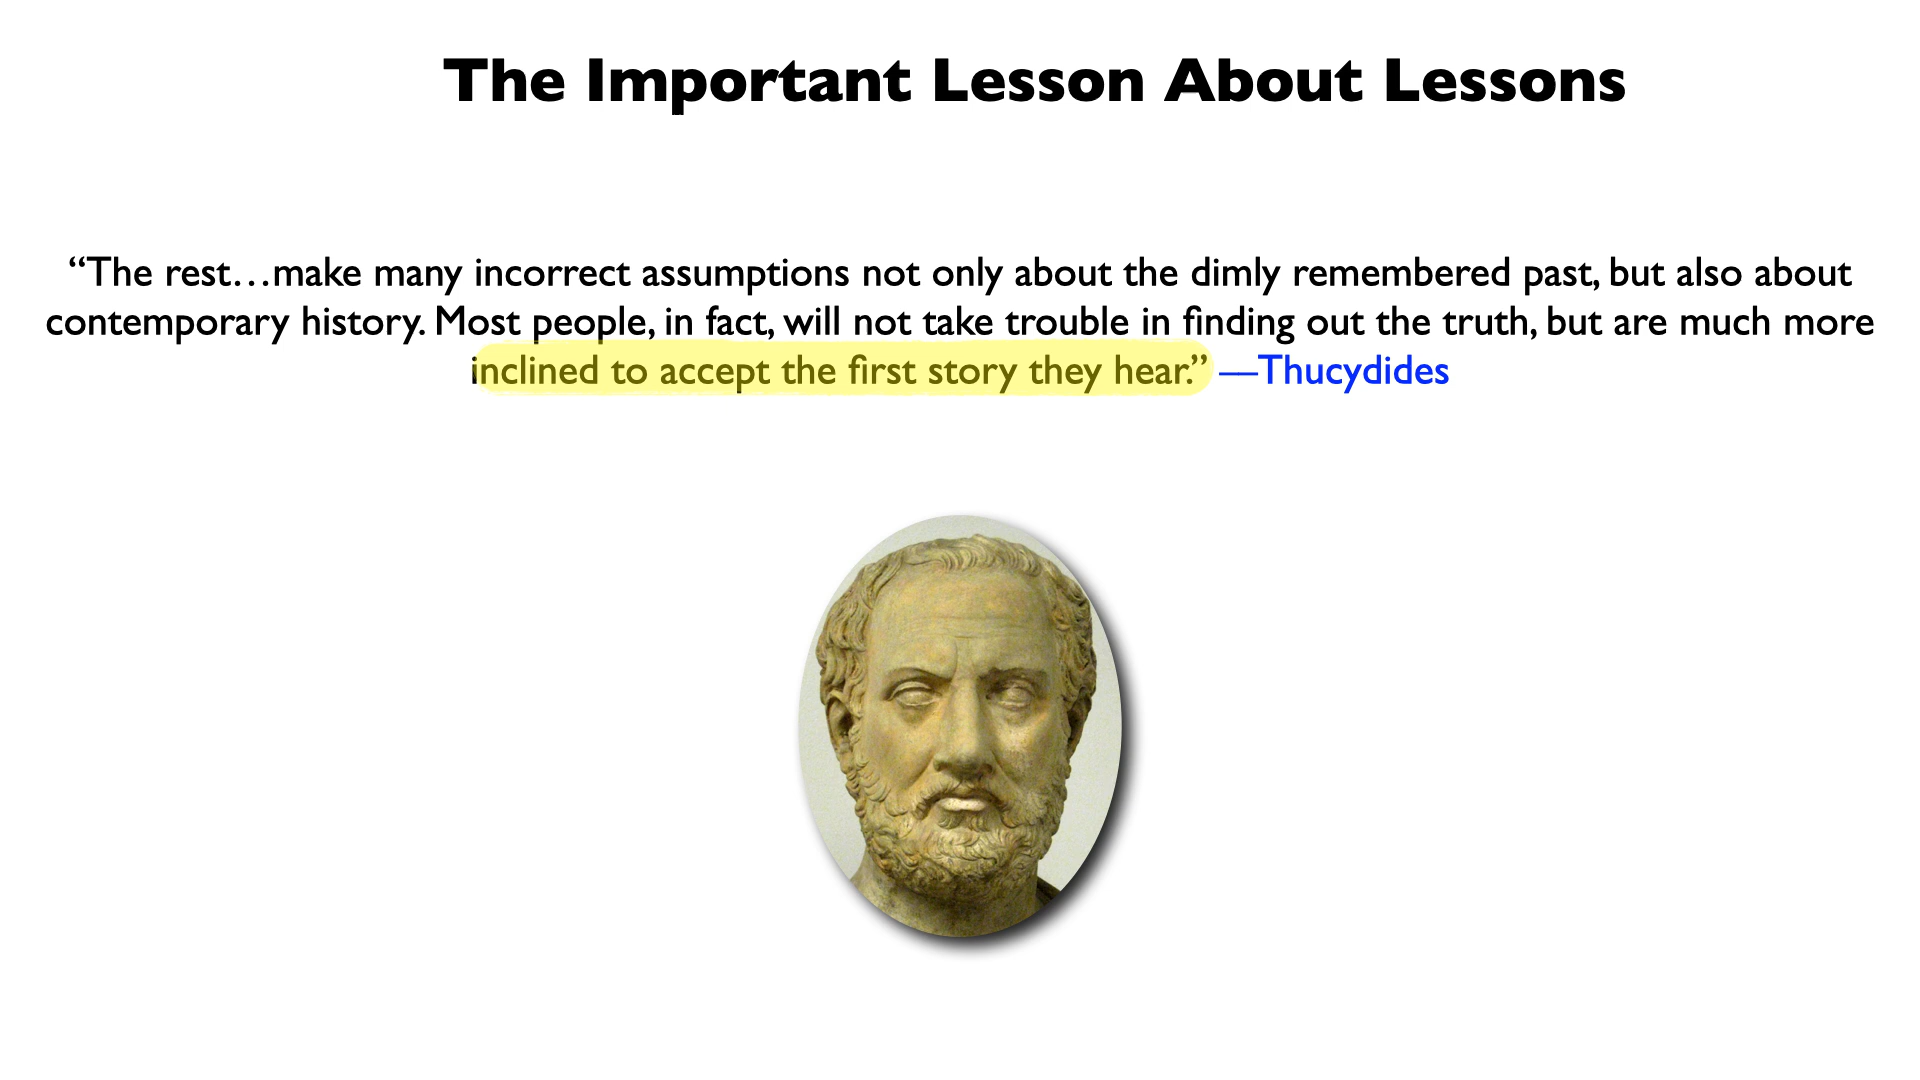 The Important Lesson About Lessons
“The rest…make many incorrect assumptions not only about the dimly remembered past, but also about
contemporary history. Most people, in fact, will not take trouble in finding out the truth, but are much more
inclined to accept the first story they hear.” —Thucydides